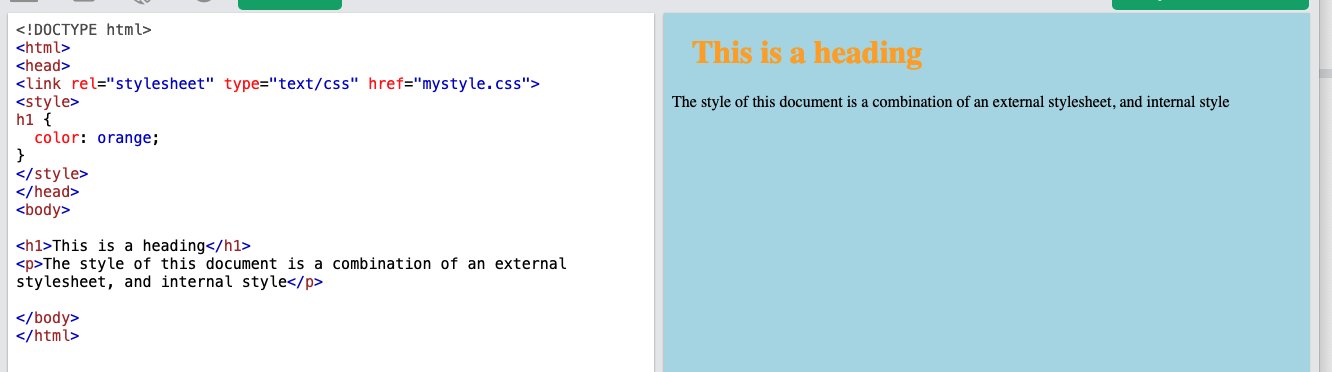 <!DOCTYPE html>
<html>
<head>
<link rel="stylesheet" type="text/css" href="mystyle.css">
<style>
h1 {
  color: orange;
}
</style>
</head>
<body>
<h1>This is a heading</h1>
<p>The style of this document is a combination of an external
stylesheet, and internal style</p>
</body>
</html>
This is a heading
The style of this document is a combination of an external stylesheet, and internal style